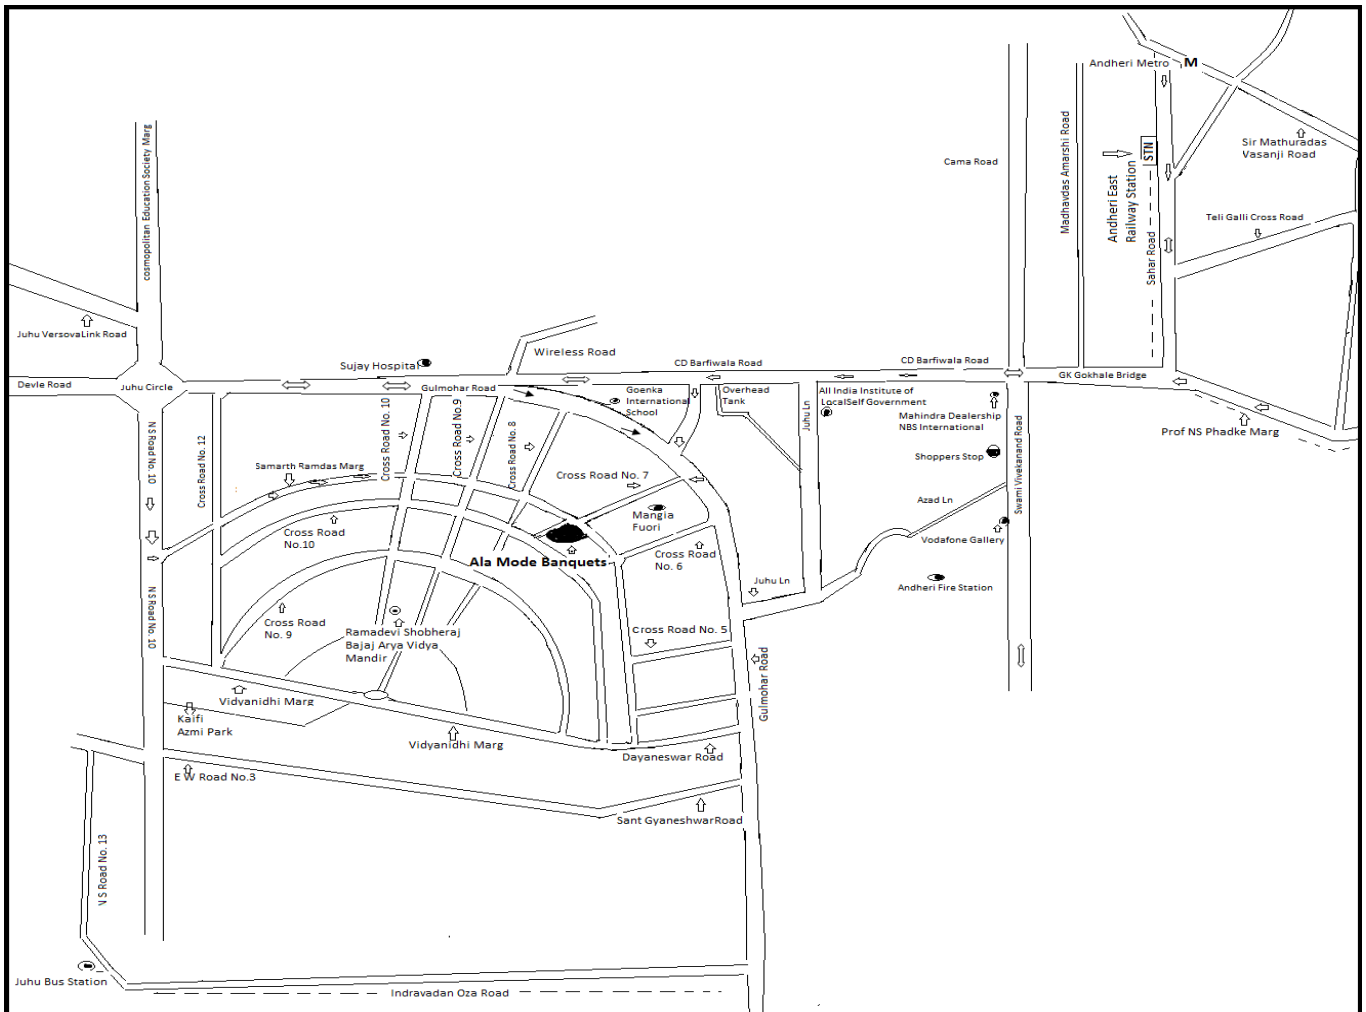 Andheri Metro M
cosmopolitan Education Society Marg
Madhavdas Amarshi Road
STN
Sir Mathuradas
Vasanji Road
Cama Road
Andheri East
Railway Station
Teli Galli Cross Road
Sahar Road
Juhu VersovaLink Road
Wireless Road
Sujay Hospital
CD Barfiwala Road
CD Barfiwala Road
GK Gokhale Bridge
Devle Road
Juhu Circle
Gulmohar Road
Goenka
International
School
Overhead
Tank
All India Institute of
LocalSelf Government
Mahindra Dealership
NBS International
Prof NS Phadke Marg
N S Road No. 10
Cross Road No. 12
Cross Road No. 10
Cross Road No.9
Cross Road No. 8
Juhu Ln
Swami Vivekanand Road
Shoppers Stop
Samarth Ramdas Marg
Cross Road No. 7
Azad Ln
Mangia
Fuori
Cross Road
No.10
Vodafone Gallery
Ala Mode Banquets
Cross Road
No. 6
Juhu Ln
Andheri Fire Station
N S Road No. 10
Cross Road
No. 9
Ramadevi Shobheraj
Bajaj Arya Vidya
Mandir
Cross Road No. 5
Gulmohar Road
Vidyanidhi Marg
Kaifi
Azmi Park
Vidyanidhi Marg
Dayaneswar Road
E W Road No.3
Sant GyaneshwarRoad
N S Road No. 13
Juhu Bus Station
Indravadan Oza Road